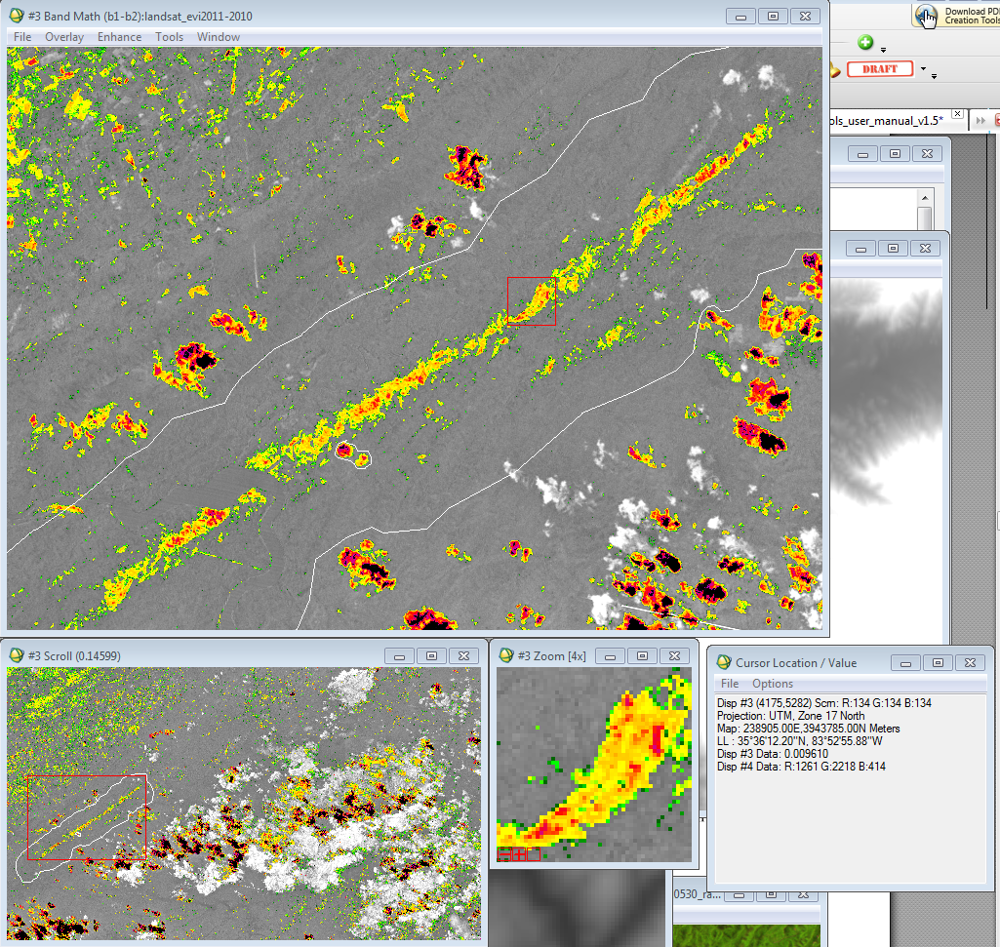 #3 Band Math (b1-b2):landsat_evi2011-2010
File Overlay Enhance Tools Window
Download PDF
Creation Tools
DRAFT
ols_user_manual_v1.5*
#3 Scroll (0.14599)
#3 Zoom [4x]
Cursor Location / Value
File Options
Disp #3 (4175,5282) Scrn: R:134 G:134 B:134
Projection: UTM, Zone 17 North
Map: 238905.00E,3943785.00N Meters
LL : 35°36'12.20"N, 83°52'55.88"W
Disp #3 Data: 0.009610
Disp #4 Data: R:1261 G:2218 B:414
0530_ra...